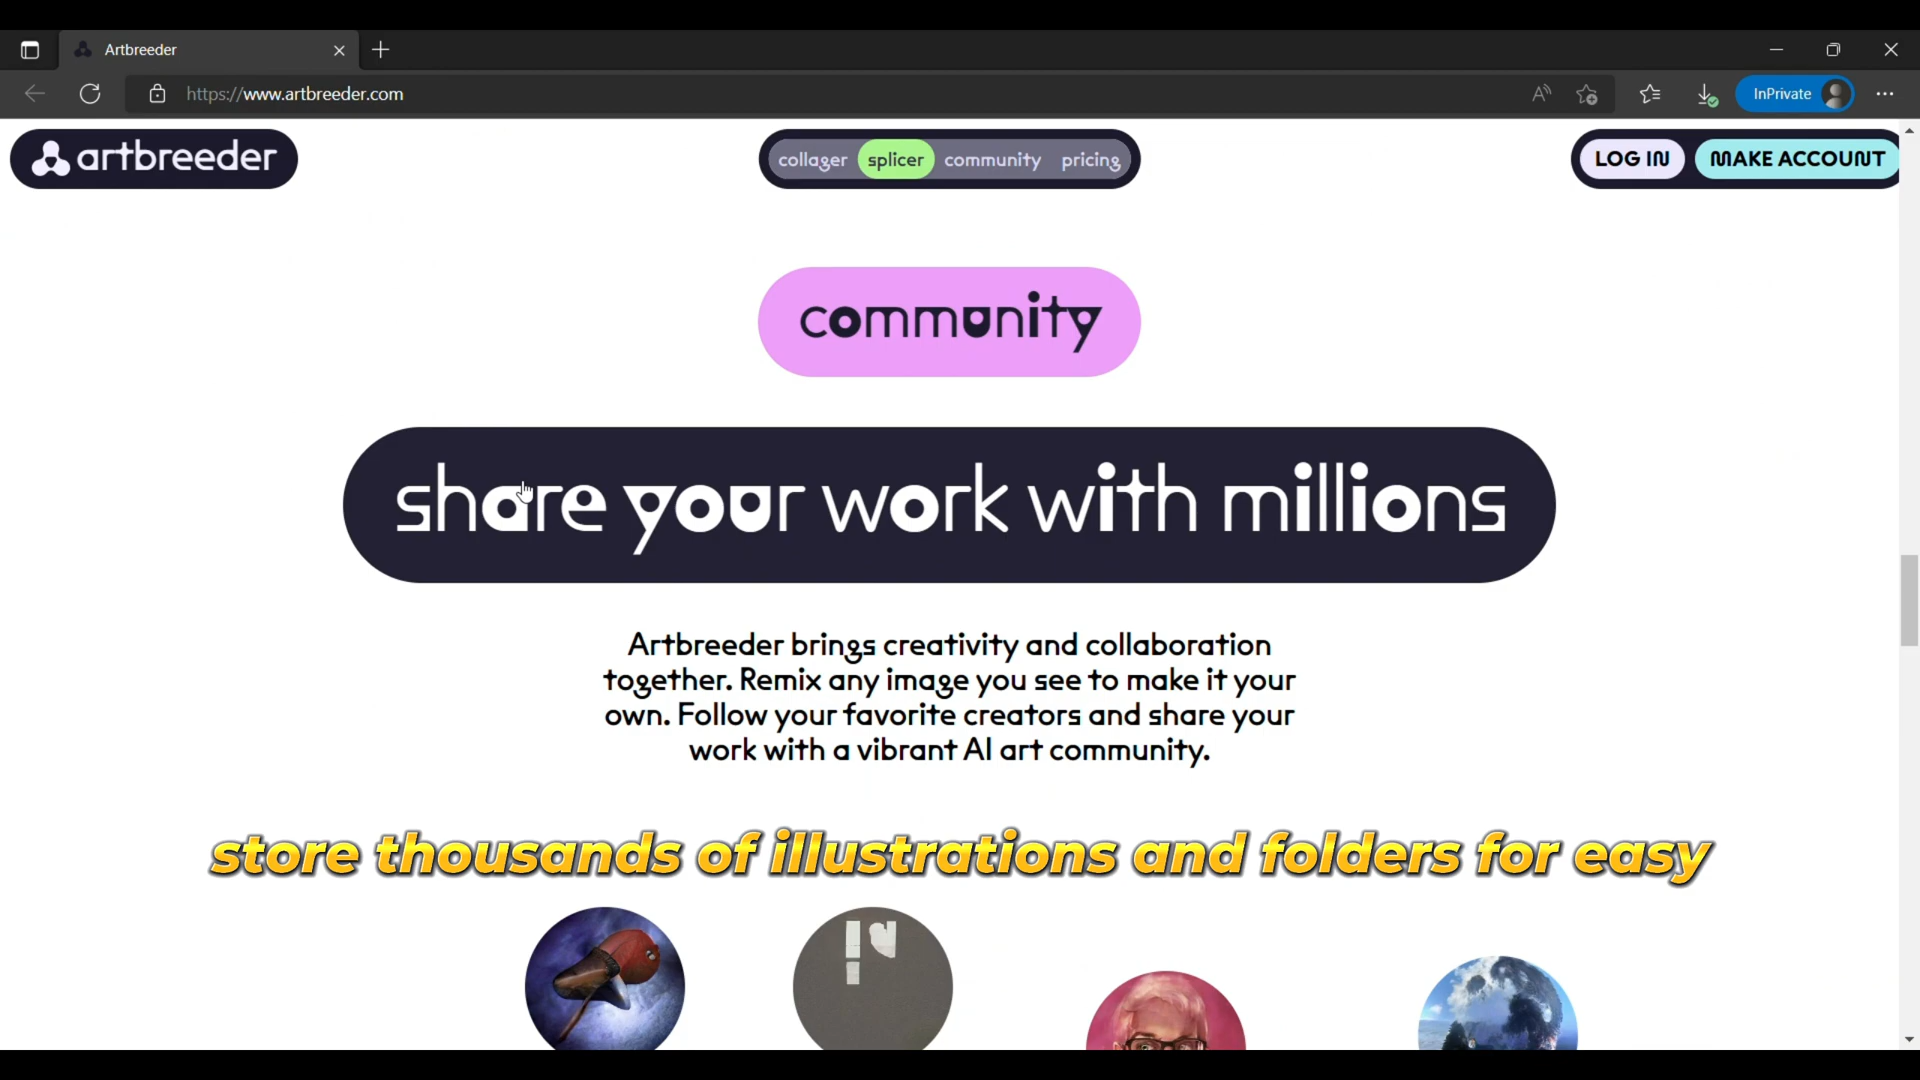 Artbreeder
https://www.artbreeder.com
InPrivate
artbreeder
collager splicer community pricing
LOG IN MAKE ACCOUNT
community
share your work with millions
Artbreeder brings creativity and collaboration
together. Remix any image you see to make it your
own. Follow your favorite creators and share your
work with a vibrant AI art community.
store thousands of illustrations and folders for easy